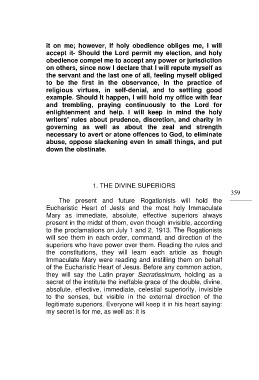 it on me; however, if holy obedience obliges me, I will
accept it- Should the Lord permit my election, and holy
obedience compel me to accept any power or jurisdiction
on others, since now I declare that I will repute myself as
the servant and the last one of all, feeling myself obliged
to be the first in the observance, in the practice of
religious virtues, in self-denial, and to settling good
example. Should it happen, I will hold my office with fear
and trembling, praying continuously to the Lord for
enlightenment and help. I will keep in mind the holy
writers' rules about prudence, discretion, and charity in
governing as well as about the zeal and strength
necessary to avert or atone offences to God, to eliminate
abuse, oppose slackening even in small things, and put
down the obstinate.
1. THE DIVINE SUPERIORS
359
The present and future Rogationists will hold the
Eucharistic Heart of Jests and the most holy Immaculate
Mary as immediate, absolute, effective superiors always
present in the midst of them, even though invisible, according
to the proclamations on July 1 and 2, 1913. The Rogationists
will see them in each order, command, and direction of the
superiors who have power over them. Reading the rules and
the constitutions, they will learn each article as though
Immaculate Mary were reading and instilling them on behalf
of the Eucharistic Heart of Jesus. Before any common action,
they will say the Latin prayer Sacratissimum, holding as a
secret of the institute the ineffable grace of the double, divine,
absolute, effective, immediate, celestial superiority, invisible
to the senses, but visible in the external direction of the
legitimate superiors. Everyone will keep it in his heart saying:
my secret is for me, as well as: it is